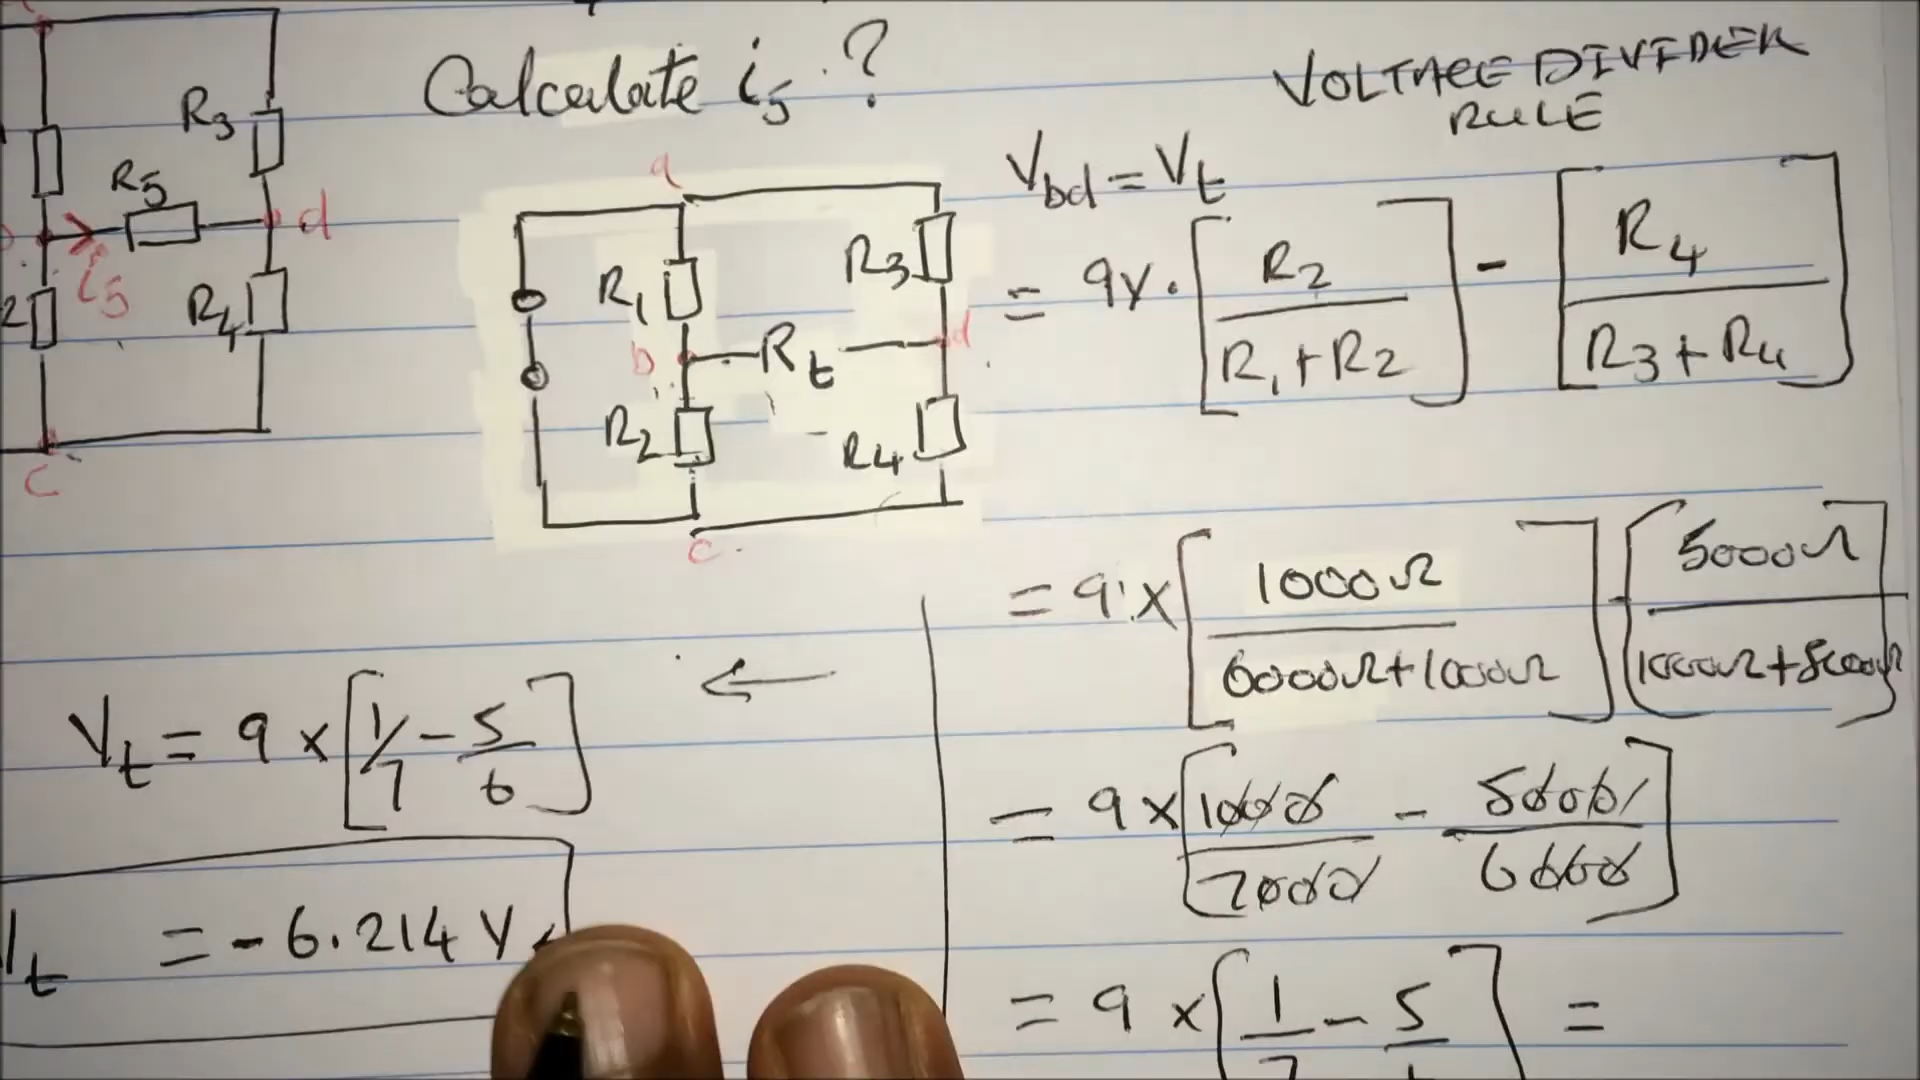 Calculate i5 ?
VOLTAGE DIVIDER
RULE
R3
R5
d
i5
R4
C
a
R1
R3
b
Rt
d
R2
R4
c
Vbd = Vt
= 9V · [R2 / R1 + R2] - [R4 / R3 + R4]
= 9 × [1000Ω / 6000Ω + 1000Ω] - [5000Ω / 1000Ω + 5000Ω]
= 9 × [1000 / 7000 - 5000 / 6000]
= 9 × [1 / 7 - 5 / 6] =
←
Vt = 9 × [1/7 - 5/6]
Vt = -6.214 V